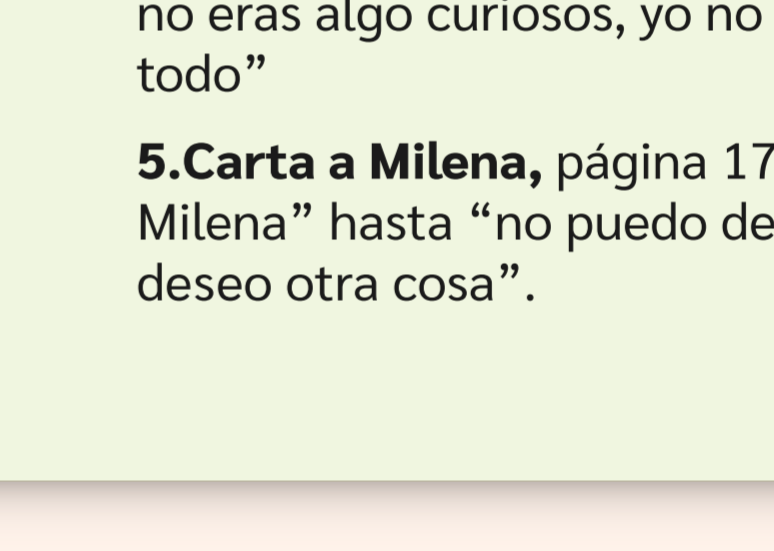 no eras algo curiosos, yo no
todo”
5.Carta a Milena, página 17
Milena” hasta “no puedo de
deseo otra cosa”.